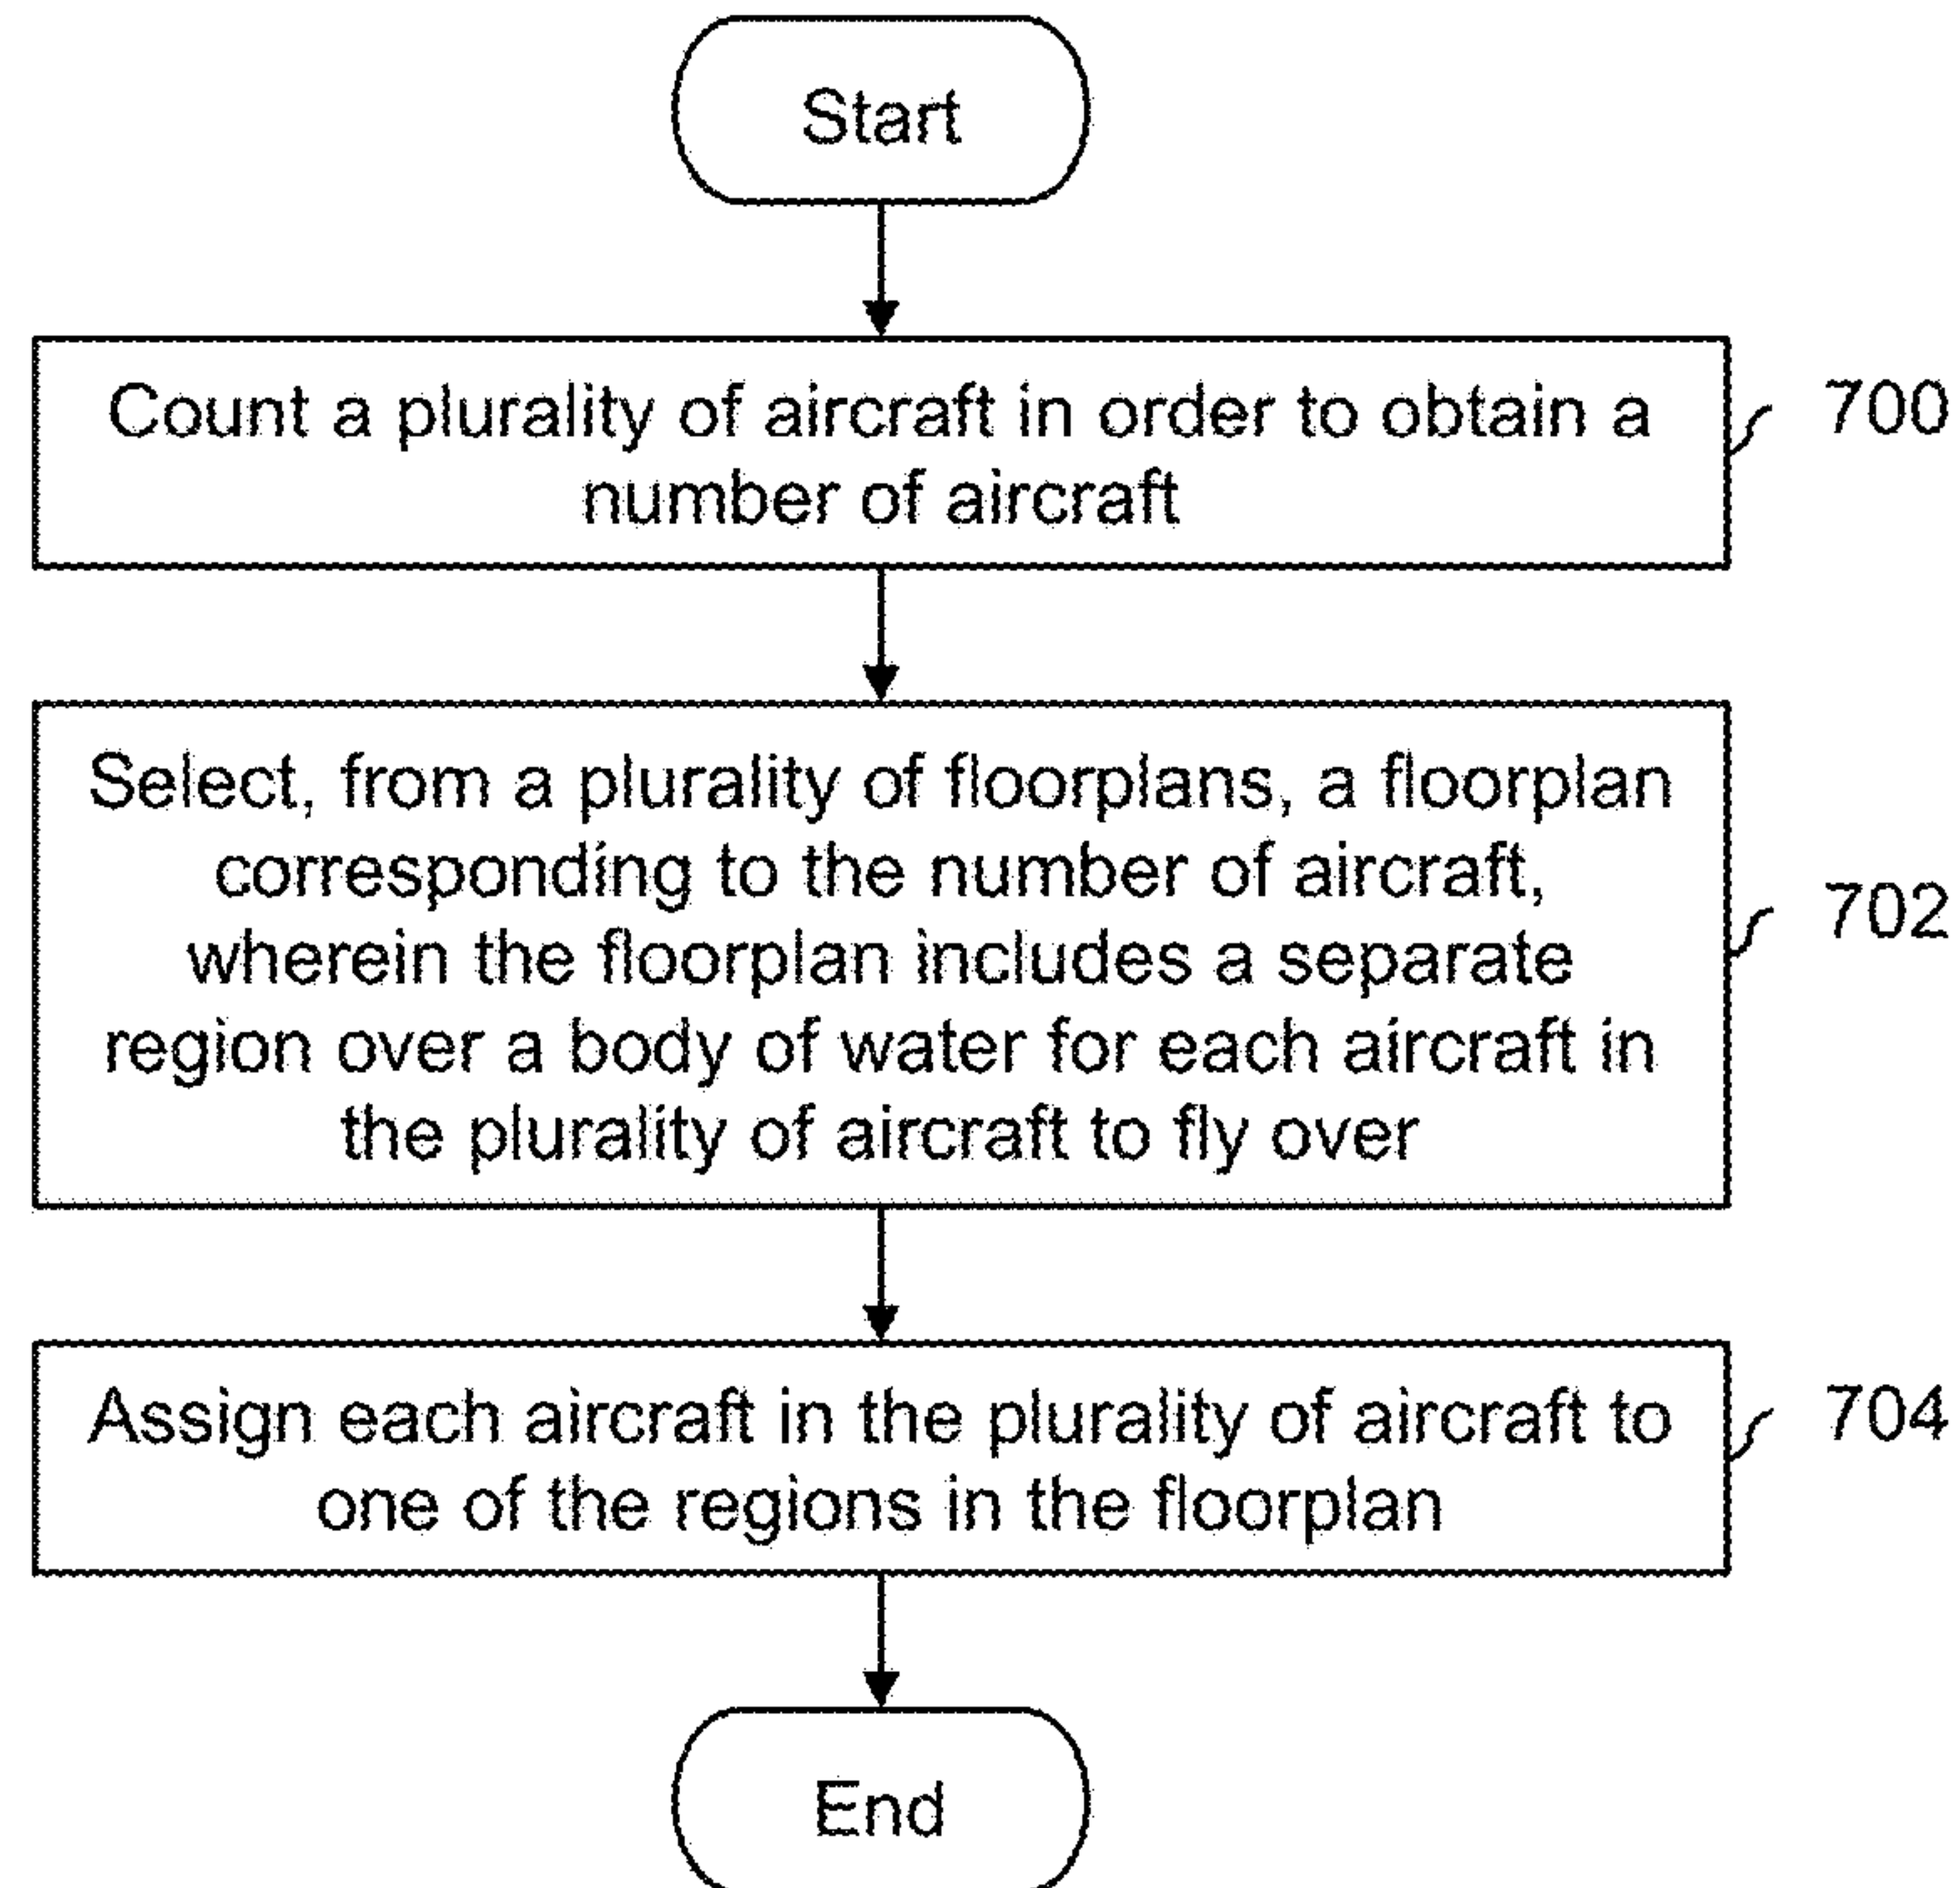 Start
Count a plurality of aircraft in order to obtain a
number of aircraft
700
Select, from a plurality of floorplans, a floorplan
corresponding to the number of aircraft,
wherein the floorplan includes a separate
region over a body of water for each aircraft in
the plurality of aircraft to fly over
702
Assign each aircraft in the plurality of aircraft to
one of the regions in the floorplan
704
End